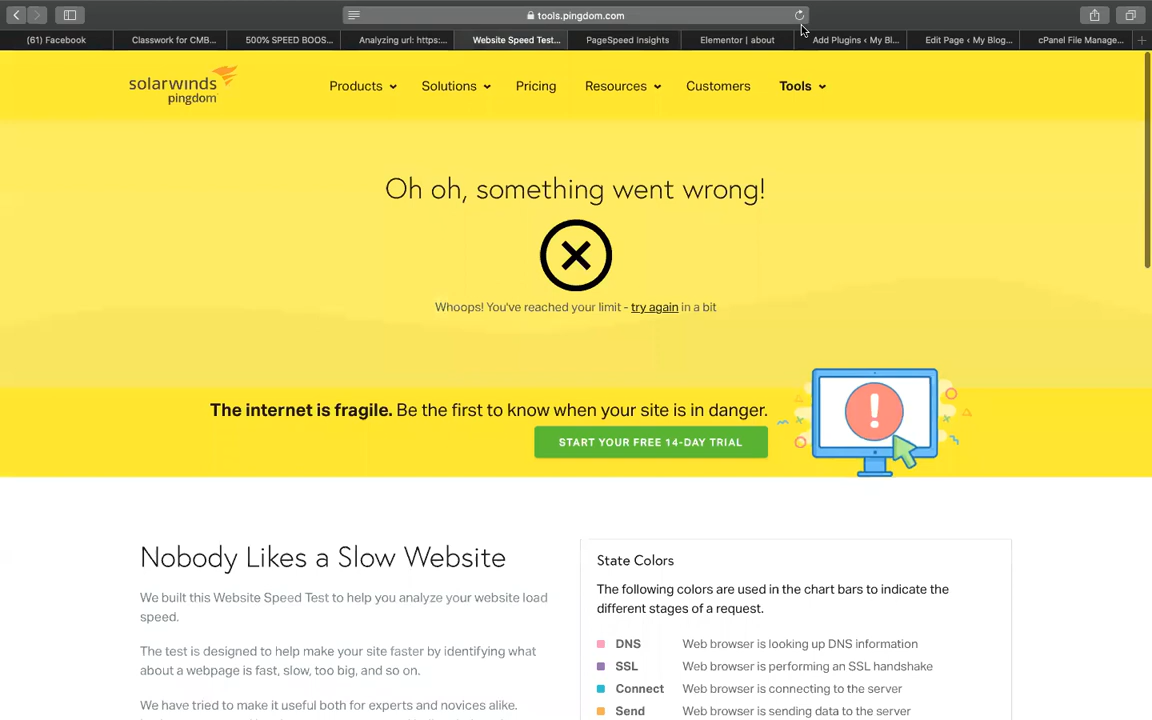 tools.pingdom.com
(61) Facebook
Classwork for CMB...
500% SPEED BOOS...
Analyzing url: https:...
Website Speed Test...
PageSpeed Insights
Elementor | about
Add Plugins ‹ My Bl...
Edit Page ‹ My Blog...
cPanel File Manage...
solarwinds
pingdom
Products
Solutions
Pricing
Resources
Customers
Tools
Oh oh, something went wrong!
Whoops! You've reached your limit - try again in a bit
The internet is fragile. Be the first to know when your site is in danger.
START YOUR FREE 14-DAY TRIAL
Nobody Likes a Slow Website
We built this Website Speed Test to help you analyze your website load
speed.
The test is designed to help make your site faster by identifying what
about a webpage is fast, slow, too big, and so on.
We have tried to make it useful both for experts and novices alike.
State Colors
The following colors are used in the chart bars to indicate the
different stages of a request.
DNS Web browser is looking up DNS information
SSL Web browser is performing an SSL handshake
Connect Web browser is connecting to the server
Send Web browser is sending data to the server